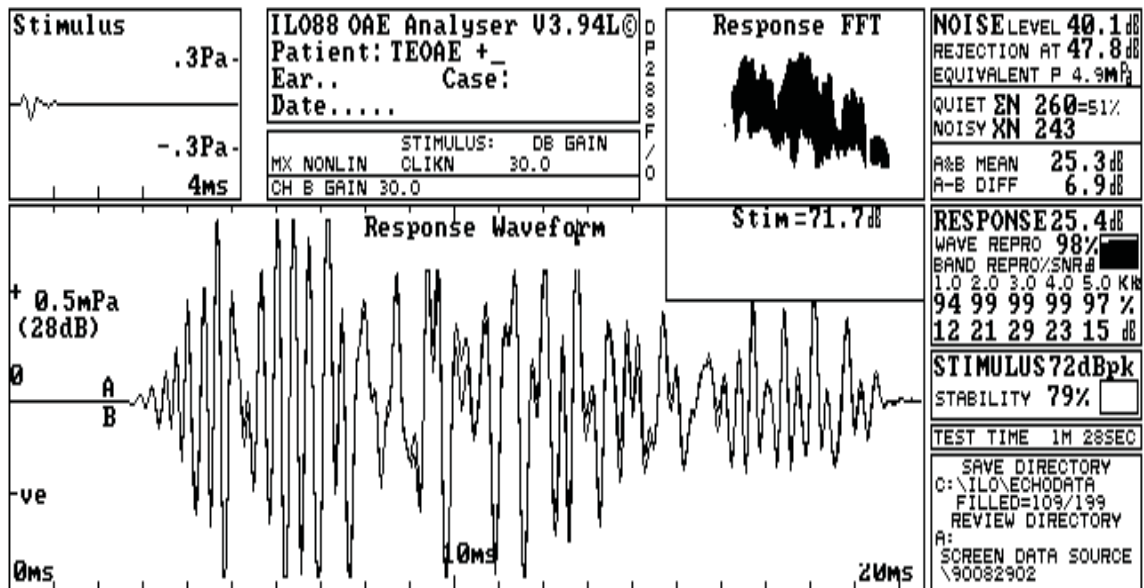 Stimulus
.3Pa-
-.3Pa-
4ms
ILO88 OAE Analyser V3.94L©
Patient: TEOAE +_
Ear.. Case:
Date.....
STIMULUS: DB GAIN
MX NONLIN CLIKN 30.0
CH B GAIN 30.0
DP288F/0
Response FFT
NOISE LEVEL 40.1dB
REJECTION AT 47.8dB
EQUIVALENT P 4.9MPa
QUIET ΣN 260=51%
NOISY XN 243
A&B MEAN 25.3dB
A-B DIFF 6.9dB
Response Waveform
Stim=71.7dB
+ 0.5mPa
(28dB)
0
A
B
-ve
0ms
10ms
20ms
RESPONSE 25.4dB
WAVE REPRO 98%
BAND REPRO%SNR dB
1.0 2.0 3.0 4.0 5.0 KHz
94 99 99 99 97 %
12 21 29 23 15 dB
STIMULUS 72dBpk
STABILITY 79%
TEST TIME 1M 28SEC
SAVE DIRECTORY
C:\ILO\ECHODATA
FILLED=109/199
REVIEW DIRECTORY
A:
SCREEN DATA SOURCE
\90082902